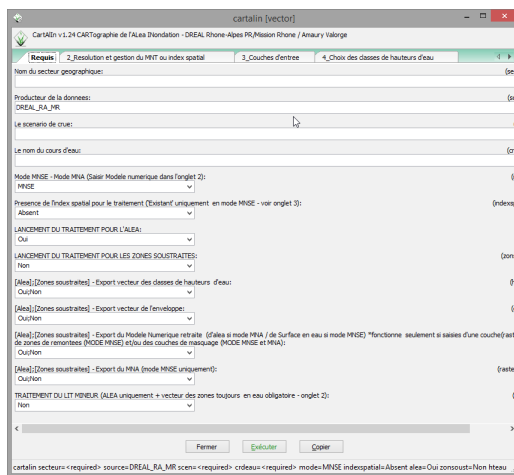 cartalin [vector]
CartAlIn v1.24 CARTographie de l'ALea INondation - DREAL Rhone-Alpes PR/Mission Rhone / Amaury Valorge
Requis 2_Resolution et gestion du MNT ou index spatial 3_Couches d'entree 4_Choix des classes de hauteurs d'eau
Nom du secteur geographique: (se
Producteur de la donnees: (s
DREAL_RA_MR
Le scenario de crue: (
Le nom du cours d'eau: (cr
Mode MNSE - Mode MNA (Saisir Modele numerique dans l'onglet 2): (
MNSE
Presence de l'index spatial pour le traitement ('Existant' uniquement en mode MNSE - voir onglet 3): (indexsp
Absent
LANCEMENT DU TRAITEMENT POUR L'ALEA:
Oui
LANCEMENT DU TRAITEMENT POUR LES ZONES SOUSTRAITES: (zons
Non
[Alea];[Zones soustraites] - Export vecteur des classes de hauteurs d'eau: (h
Oui;Non
[Alea];[Zones soustraites] - Export vecteur de l'enveloppe: (
Oui;Non
[Alea];[Zones soustraites] - Export du Modele Numerique retraite (d'alea si mode MNA / de Surface en eau si mode MNSE) *fonctionne seulement si saisies d'une couche(rast
de zones de remontees (MODE MNSE) et/ou des couches de masquage (MODE MNSE et MNA):
Oui;Non
[Alea];[Zones soustraites] - Export du MNA (mode MNSE uniquement): (raste
Oui;Non
TRAITEMENT DU LIT MINEUR (ALEA uniquement + vecteur des zones toujours en eau obligatoire - onglet 2): (
Non
Fermer Exécuter Copier
cartalin secteur=<required> source=DREAL_RA_MR scen=<required> crdeau=<required> mode=MNSE indexspatial=Absent alea=Oui zonsoust=Non hteau